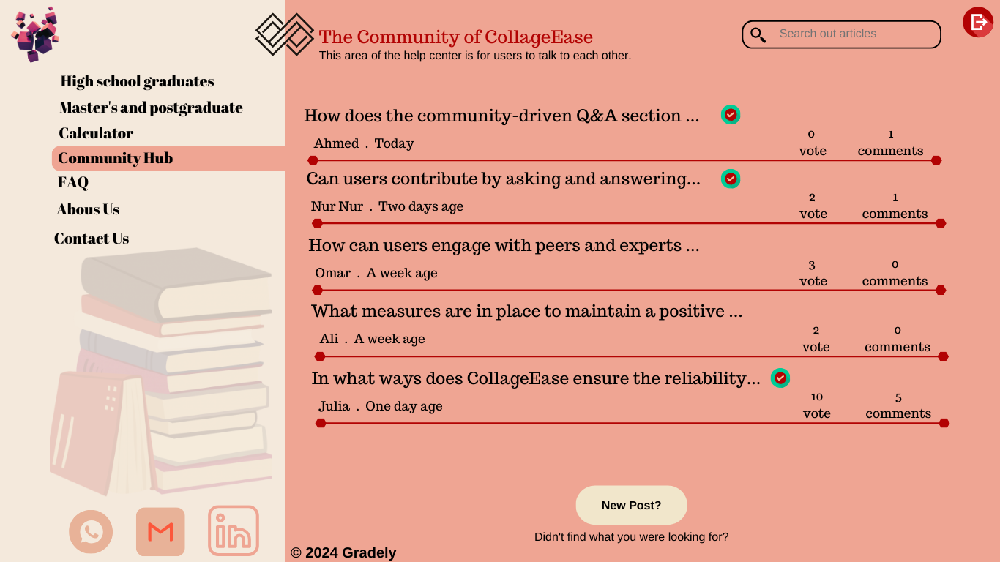 The Community of CollageEase
This area of the help center is for users to talk to each other.
Search out articles
High school graduates
Master's and postgraduate
Calculator
Community Hub
FAQ
Abous Us
Contact Us
How does the community-driven Q&A section ...
Ahmed . Today
0 vote
1 comments
Can users contribute by asking and answering...
Nur Nur . Two days age
2 vote
1 comments
How can users engage with peers and experts ...
Omar . A week age
3 vote
0 comments
What measures are in place to maintain a positive ...
Ali . A week age
2 vote
0 comments
In what ways does CollageEase ensure the reliability...
Julia . One day age
10 vote
5 comments
New Post?
Didn't find what you were looking for?
© 2024 Gradely